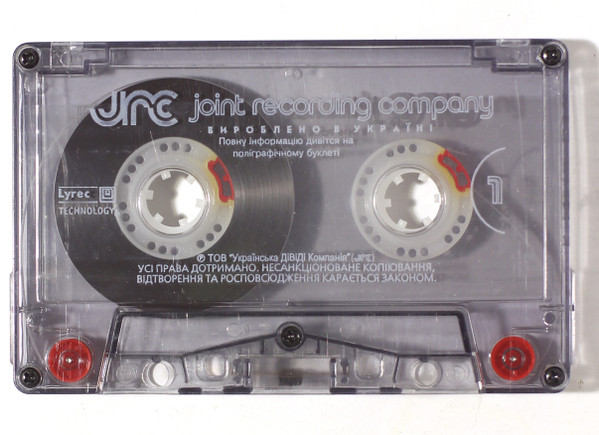 JRC joint recording company
ВИРОБЛЕНО В УКРАЇНІ
Повну інформацію дивіться на
поліграфічному буклеті
1
Lyrec
TECHNOLOGY
℗ ТОВ "Українська ДІВІДІ Компанія" (JRC)
УСІ ПРАВА ДОТРИМАНО. НЕСАНКЦІОНОВАНЕ КОПІЮВАННЯ,
ВІДТВОРЕННЯ ТА РОСПОВСЮДЖЕННЯ КАРАЄТЬСЯ ЗАКОНОМ.